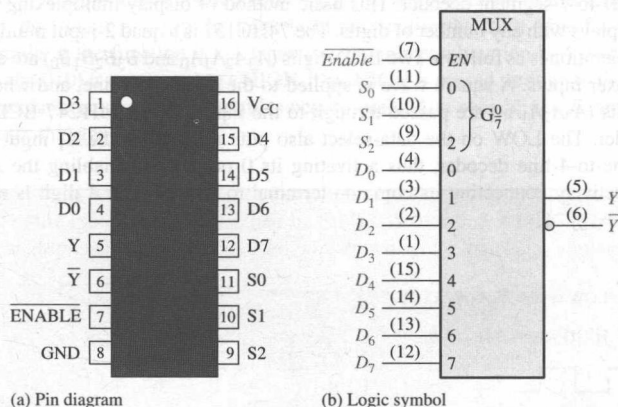 MUX
D3 1 16 V_CC
D2 2 15 D4
D1 3 14 D5
D0 4 13 D6
Y 5 12 D7
Y̅ 6 11 S0
E̅N̅A̅B̅L̅E̅ 7 10 S1
GND 8 9 S2
(a) Pin diagram
E̅n̅a̅b̅l̅e̅ (7) EN
S₀ (11) 0
S₁ (10) G 0/7
S₂ (9) 2
D₀ (4) 0
D₁ (3) 1 (5) Y
D₂ (2) 2 (6) Y̅
D₃ (1) 3
D₄ (15) 4
D₅ (14) 5
D₆ (13) 6
D₇ (12) 7
(b) Logic symbol